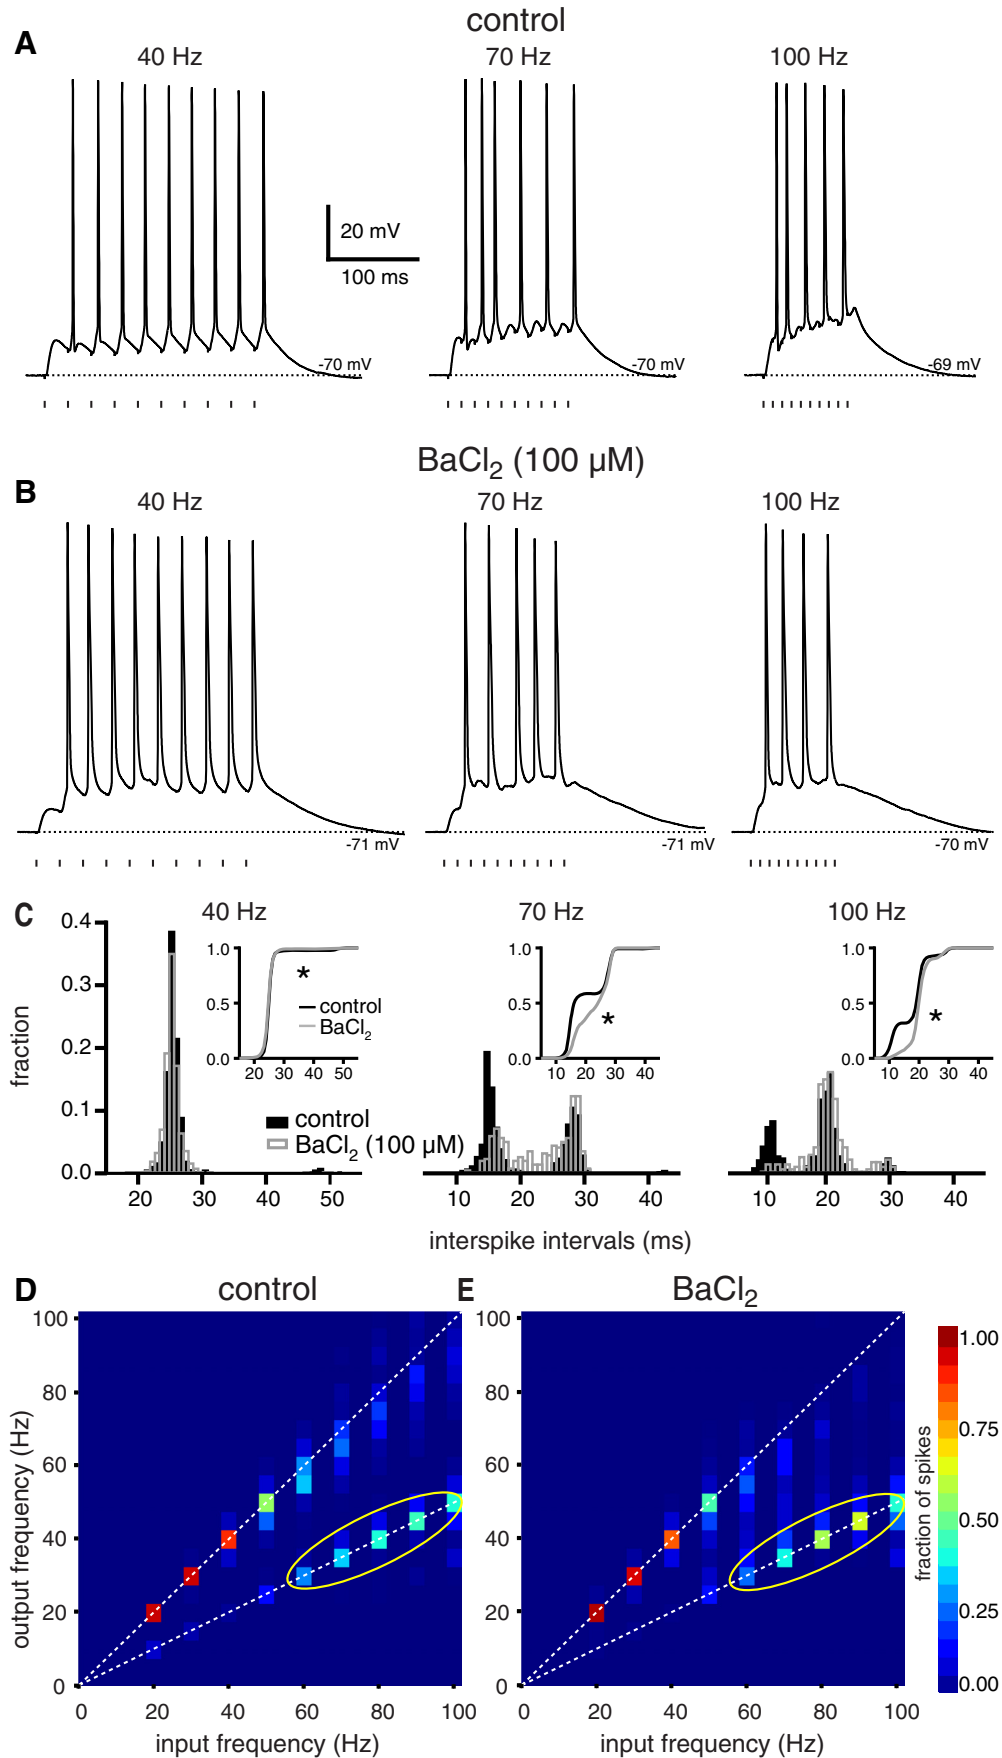 control
A
40 Hz
70 Hz
100 Hz
20 mV
100 ms
-70 mV
-70 mV
-69 mV
BaCl2 (100 µM)
B
40 Hz
70 Hz
100 Hz
-71 mV
-71 mV
-70 mV
C
40 Hz
70 Hz
100 Hz
fraction
0.4
0.3
0.2
0.1
0.0
20 30 40 50
1.0
0.5
0.0
20 30 40 50
*
control
BaCl2
control
BaCl2 (100 µM)
10 20 30 40
1.0
0.5
0.0
10 20 30 40
*
10 20 30 40
1.0
0.5
0.0
10 20 30 40
*
interspike intervals (ms)
D
control
output frequency (Hz)
100
80
60
40
20
0
0 20 40 60 80 100
input frequency (Hz)
E
BaCl2
100
80
60
40
20
0
0 20 40 60 80 100
input frequency (Hz)
fraction of spikes
1.00
0.75
0.50
0.25
0.00